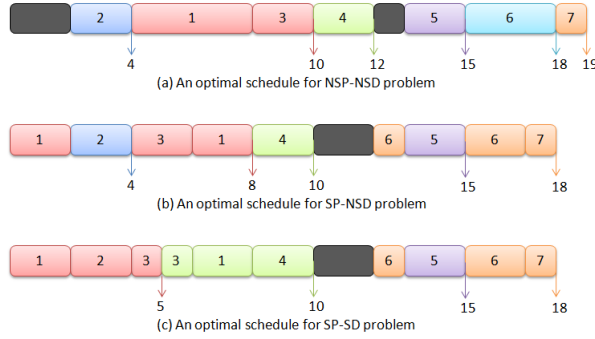 2 1 3 4 5 6 7
4 10 12 15 18 19
(a) An optimal schedule for NSP-NSD problem
1 2 3 1 4 6 5 6 7
4 8 10 15 18
(b) An optimal schedule for SP-NSD problem
1 2 3 3 1 4 6 5 6 7
5 10 15 18
(c) An optimal schedule for SP-SD problem